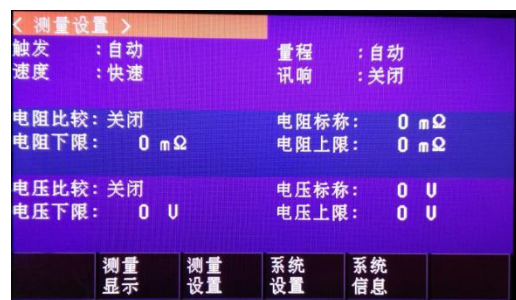 < 测量设置 >
触发 :自动 量程 :自动
速度 :快速 讯响 :关闭
电阻比较: 关闭 电阻标称: 0 mΩ
电阻下限: 0 mΩ 电阻上限: 0 mΩ
电压比较: 关闭 电压标称: 0 V
电压下限: 0 V 电压上限: 0 V
测量显示 测量设置 系统设置 系统信息